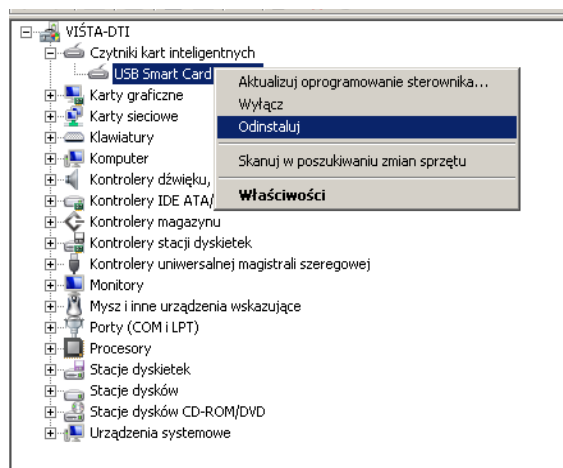 VIŚTA-DTI
Czytniki kart inteligentnych
USB Smart Card
Aktualizuj oprogramowanie sterownika...
Karty graficzne
Wyłącz
Karty sieciowe
Odinstaluj
Klawiatury
Komputer
Skanuj w poszukiwaniu zmian sprzętu
Kontrolery dźwięku,
Właściwości
Kontrolery IDE ATA/
Kontrolery magazynu
Kontrolery stacji dyskietek
Kontrolery uniwersalnej magistrali szeregowej
Monitory
Mysz i inne urządzenia wskazujące
Porty (COM i LPT)
Procesory
Stacje dyskietek
Stacje dysków
Stacje dysków CD-ROM/DVD
Urządzenia systemowe